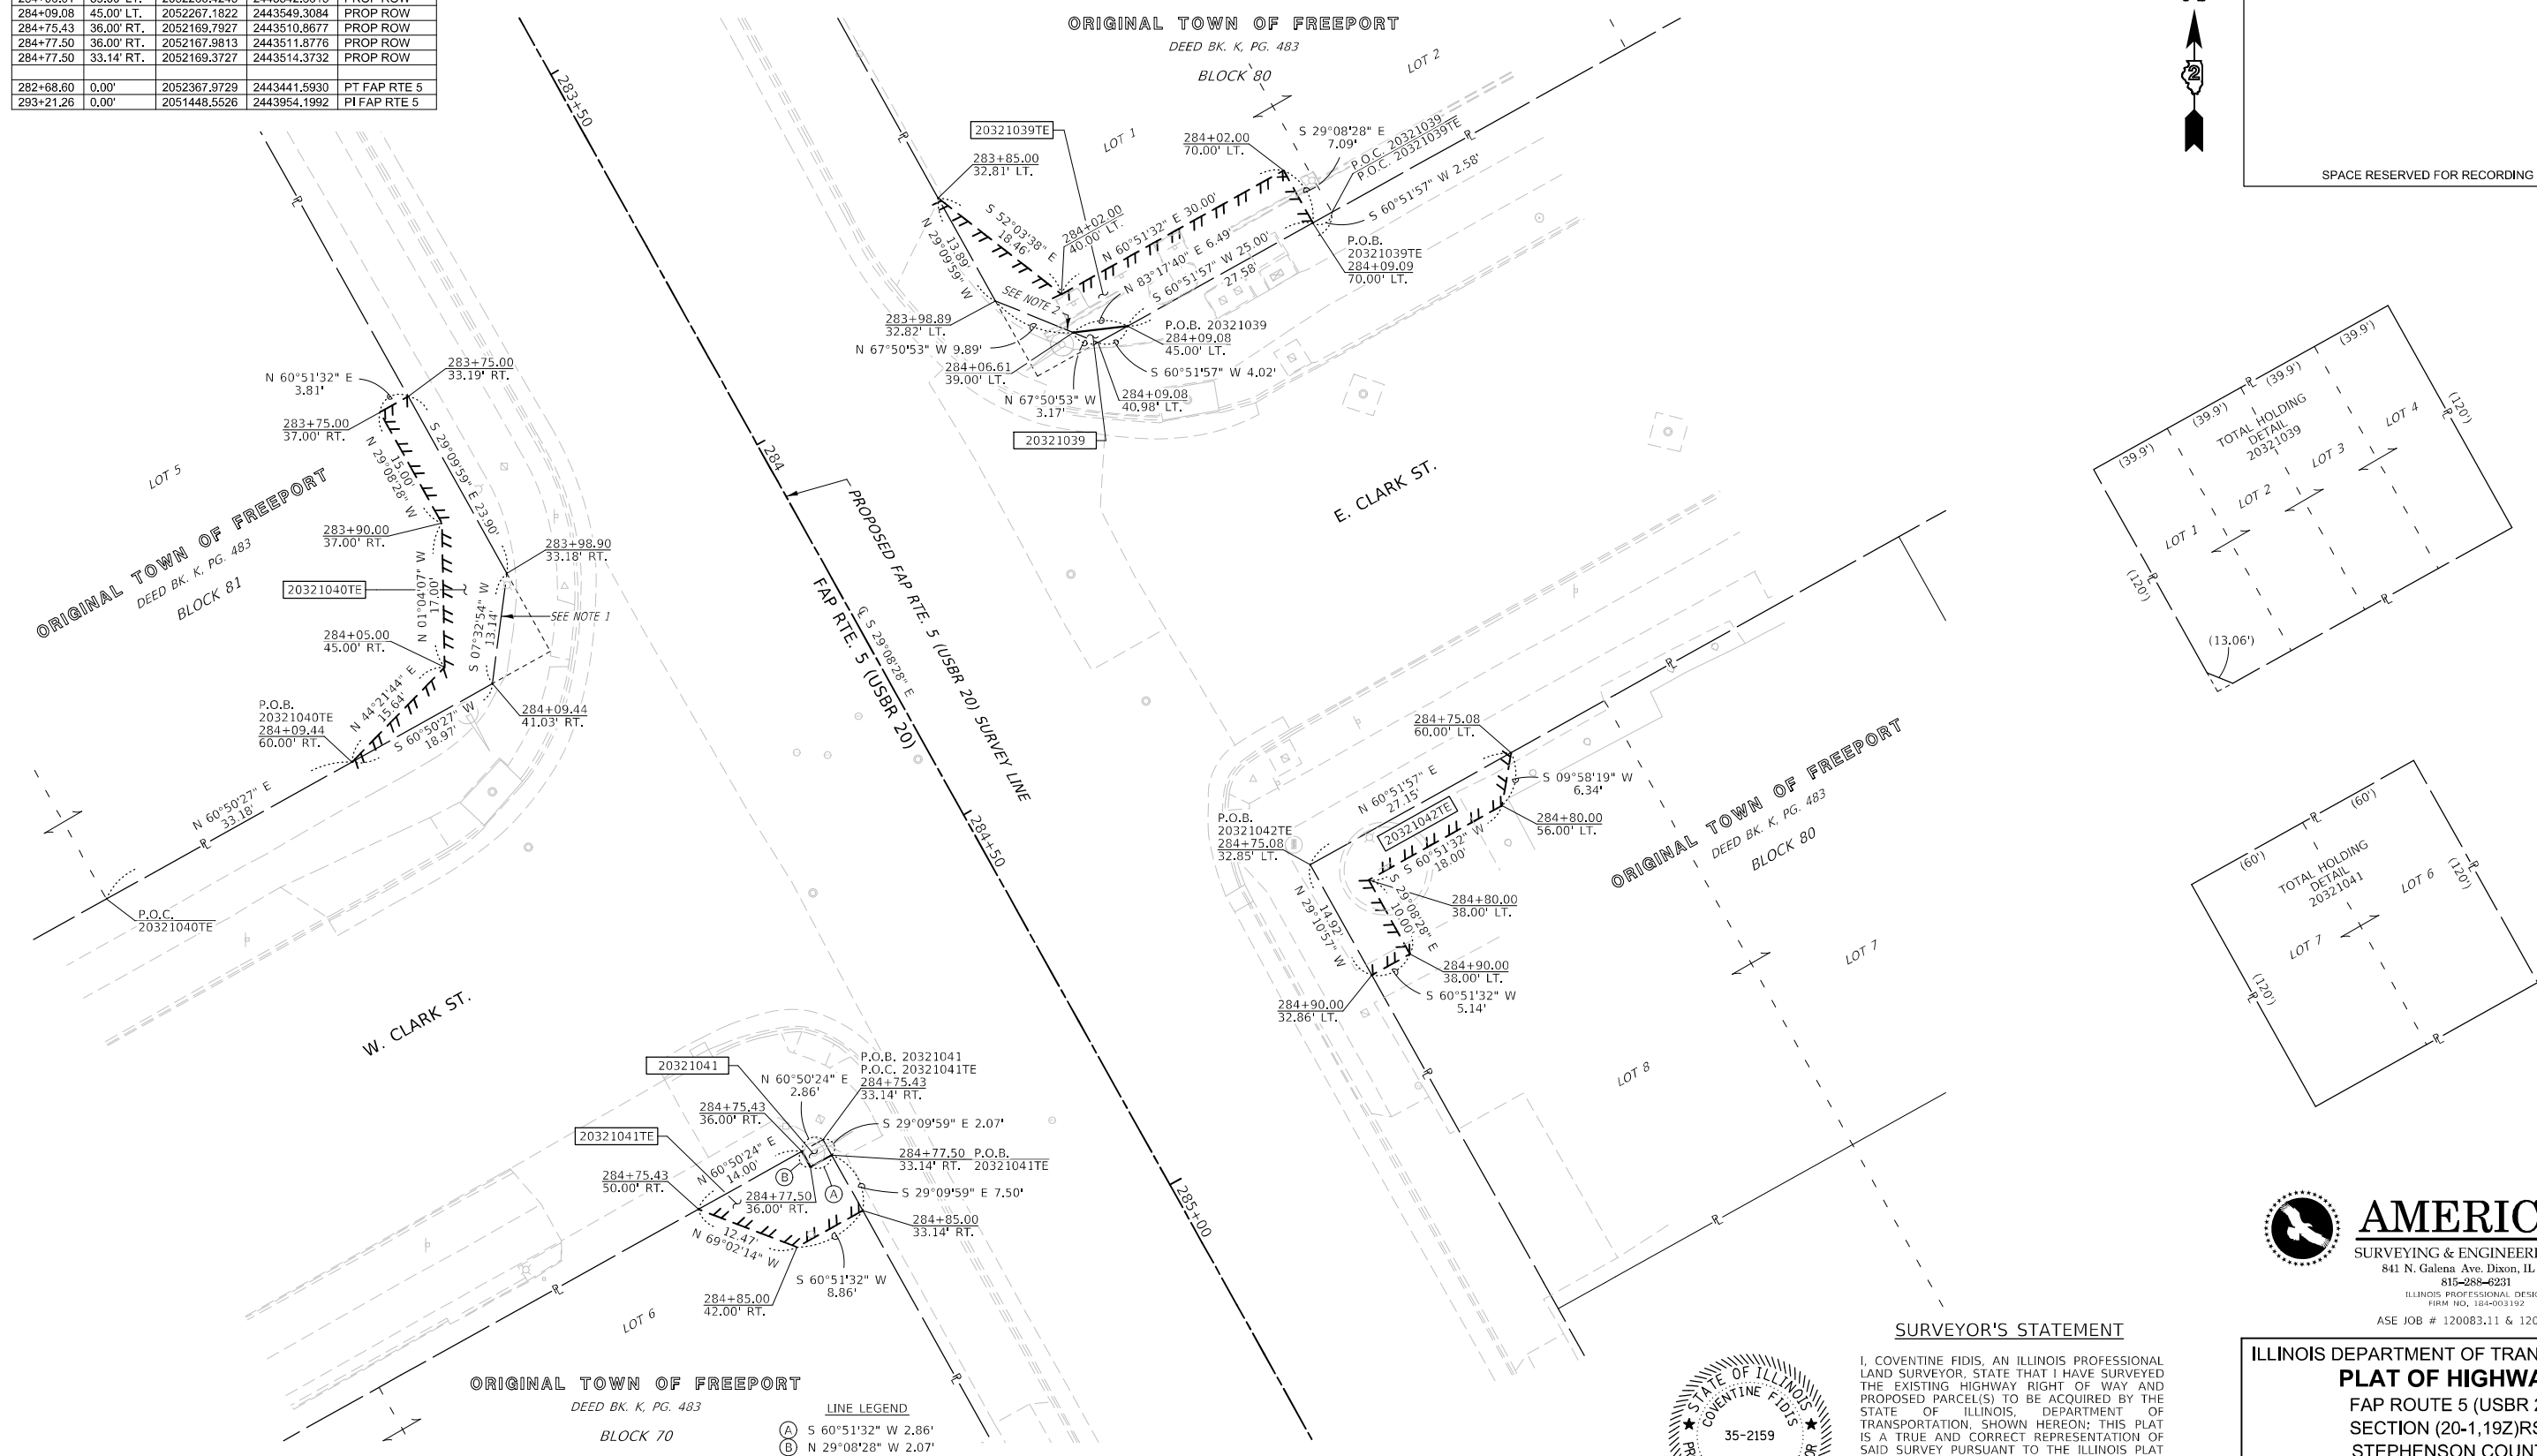 284+09.08 45.00' LT. 2052267.1822 2443549.3084 PROP ROW
284+75.43 36.00' RT. 2052169.7927 2443510.8677 PROP ROW
284+77.50 36.00' RT. 2052167.9813 2443511.8776 PROP ROW
284+77.50 33.14' RT. 2052169.3727 2443514.3732 PROP ROW
282+68.60 0.00' 2052367.9729 2443441.5930 PT FAP RTE 5
293+21.26 0.00' 2051448.5526 2443954.1992 PI FAP RTE 5
ORIGINAL TOWN OF FREEPORT
DEED BK. K, PG. 483
BLOCK 80
LOT 2
LOT 1
2
SPACE RESERVED FOR RECORDING
283+50
20321039TE
283+85.00
32.81' LT.
284+02.00
70.00' LT.
S 29°08'28" E
7.09'
P.O.C. 20321039
P.O.C. 20321039TE
S 60°51'57" W 2.58'
S 52°03'38" E
18.46'
284+02.00
40.00' LT.
N 60°51'32" E 30.00'
N 83°17'40" E 6.49'
S 60°51'57" W 25.00'
27.58'
P.O.B.
20321039TE
284+09.09
70.00' LT.
13.89'
N 29°09'59" W
SEE NOTE 2
283+98.89
32.82' LT.
N 67°50'53" W 9.89'
284+06.61
39.00' LT.
P.O.B. 20321039
284+09.08
45.00' LT.
S 60°51'57" W 4.02'
N 67°50'53" W
3.17'
284+09.08
40.98' LT.
20321039
N 60°51'32" E
3.81'
283+75.00
33.19' RT.
283+75.00
37.00' RT.
S 29°09'59" E 23.90'
15.00'
N 29°08'28" W
LOT 5
ORIGINAL TOWN OF FREEPORT
DEED BK. K, PG. 483
BLOCK 81
283+90.00
37.00' RT.
283+98.90
33.18' RT.
20321040TE
N 01°04'07" W
17.00'
S 07°32'54" W
13.14'
SEE NOTE 1
284+05.00
45.00' RT.
N 44°21'44" E
15.64'
P.O.B.
20321040TE
284+09.44
60.00' RT.
S 60°50'27" W
18.97'
284+09.44
41.03' RT.
N 60°50'27" E
33.18'
P.O.C.
20321040TE
284
PROPOSED FAP RTE. 5 (USBR 20) SURVEY LINE
℄ S 29°08'28" E
FAP RTE. 5 (USBR 20)
284+50
E. CLARK ST.
W. CLARK ST.
(39.9')
(39.9')
(39.9')
(39.9')
TOTAL HOLDING
DETAIL
20321039
LOT 4
LOT 3
LOT 2
LOT 1
(120')
(120')
(13.06')
284+75.08
60.00' LT.
N 60°51'57" E
27.15'
S 09°58'19" W
6.34'
20321042TE
284+80.00
56.00' LT.
P.O.B.
20321042TE
284+75.08
32.85' LT.
S 60°51'32" W
18.00'
284+80.00
38.00' LT.
S 29°08'28" E
10.00'
14.92'
N 29°10'57" W
284+90.00
38.00' LT.
S 60°51'32" W
5.14'
284+90.00
32.86' LT.
ORIGINAL TOWN OF FREEPORT
DEED BK. K, PG. 483
BLOCK 80
LOT 7
LOT 8
(60')
(60')
TOTAL HOLDING
DETAIL
20321041
LOT 6
LOT 7
(120')
(120')
20321041
N 60°50'24" E
2.86'
P.O.B. 20321041
P.O.C. 20321041TE
284+75.43
33.14' RT.
284+75.43
36.00' RT.
S 29°09'59" E 2.07'
20321041TE
N 60°50'24" E
14.00'
284+77.50 P.O.B.
33.14' RT. 20321041TE
B
A
284+75.43
50.00' RT.
284+77.50
36.00' RT.
S 29°09'59" E 7.50'
284+85.00
33.14' RT.
12.47'
N 69°02'14" W
S 60°51'32" W
8.86'
284+85.00
42.00' RT.
285+00
LOT 6
ORIGINAL TOWN OF FREEPORT
DEED BK. K, PG. 483
BLOCK 70
LINE LEGEND
A S 60°51'32" W 2.86'
B N 29°08'28" W 2.07'
SURVEYOR'S STATEMENT
I, COVENTINE FIDIS, AN ILLINOIS PROFESSIONAL
LAND SURVEYOR, STATE THAT I HAVE SURVEYED
THE EXISTING HIGHWAY RIGHT OF WAY AND
PROPOSED PARCEL(S) TO BE ACQUIRED BY THE
STATE OF ILLINOIS, DEPARTMENT OF
TRANSPORTATION, SHOWN HEREON; THIS PLAT
IS A TRUE AND CORRECT REPRESENTATION OF
SAID SURVEY PURSUANT TO THE ILLINOIS PLAT
STATE OF ILLINOIS
COVENTINE FIDIS
35-2159
AMERIC
SURVEYING & ENGINEERI
841 N. Galena Ave. Dixon, IL
815-288-6231
ILLINOIS PROFESSIONAL DESI
FIRM NO. 184-003192
ASE JOB # 120083.11 & 120
ILLINOIS DEPARTMENT OF TRAN
PLAT OF HIGHWA
FAP ROUTE 5 (USBR 2
SECTION (20-1,19Z)RS
STEPHENSON COUN